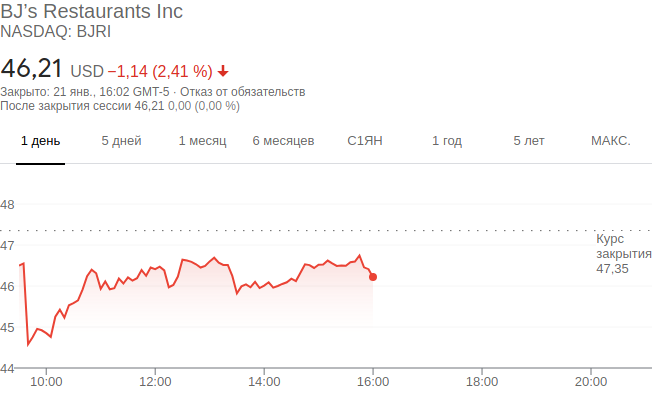 BJ’s Restaurants Inc
NASDAQ: BJRI
46,21 USD −1,14 (2,41 %)
Закрыто: 21 янв., 16:02 GMT-5 · Отказ от обязательств
После закрытия сессии 46,21 0,00 (0,00 %)
1 день 5 дней 1 месяц 6 месяцев С1ЯН 1 год 5 лет МАКС.
48
47
Курс
закрытия
47,35
46
45
44
10:00 12:00 14:00 16:00 18:00 20:00